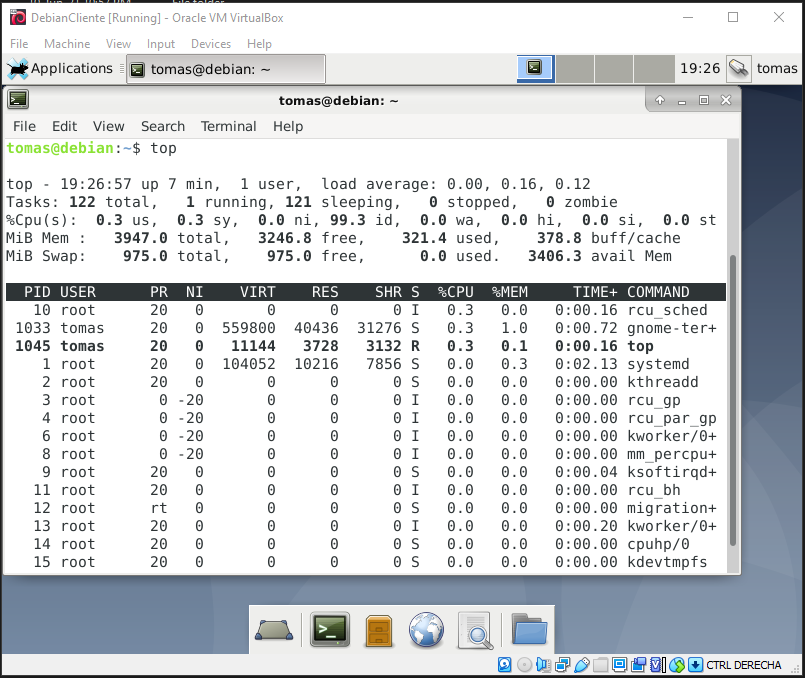 DebianCliente [Running] - Oracle VM VirtualBox
File Machine View Input Devices Help
Applications tomas@debian: ~ 19:26 tomas
tomas@debian: ~
File Edit View Search Terminal Help
tomas@debian:~$ top
top - 19:26:57 up 7 min,  1 user,  load average: 0.00, 0.16, 0.12
Tasks: 122 total,   1 running, 121 sleeping,   0 stopped,   0 zombie
%Cpu(s):  0.3 us,  0.3 sy,  0.0 ni, 99.3 id,  0.0 wa,  0.0 hi,  0.0 si,  0.0 st
MiB Mem :   3947.0 total,   3246.8 free,    321.4 used,    378.8 buff/cache
MiB Swap:    975.0 total,    975.0 free,      0.0 used.   3406.3 avail Mem
PID USER      PR  NI    VIRT    RES    SHR S  %CPU  %MEM     TIME+ COMMAND
10 root      20   0       0      0      0 I   0.3   0.0   0:00.16 rcu_sched
1033 tomas     20   0  559800  40436  31276 S   0.3   1.0   0:00.72 gnome-ter+
1045 tomas     20   0   11144   3728   3132 R   0.3   0.1   0:00.16 top
1 root      20   0  104052  10216   7856 S   0.0   0.3   0:02.13 systemd
2 root      20   0       0      0      0 S   0.0   0.0   0:00.00 kthreadd
3 root       0 -20       0      0      0 I   0.0   0.0   0:00.00 rcu_gp
4 root       0 -20       0      0      0 I   0.0   0.0   0:00.00 rcu_par_gp
6 root       0 -20       0      0      0 I   0.0   0.0   0:00.00 kworker/0+
8 root       0 -20       0      0      0 I   0.0   0.0   0:00.00 mm_percpu+
9 root      20   0       0      0      0 S   0.0   0.0   0:00.04 ksoftirqd+
11 root      20   0       0      0      0 I   0.0   0.0   0:00.00 rcu_bh
12 root      rt   0       0      0      0 S   0.0   0.0   0:00.00 migration+
13 root      20   0       0      0      0 I   0.0   0.0   0:00.20 kworker/0+
14 root      20   0       0      0      0 S   0.0   0.0   0:00.00 cpuhp/0
15 root      20   0       0      0      0 S   0.0   0.0   0:00.00 kdevtmpfs
CTRL DERECHA